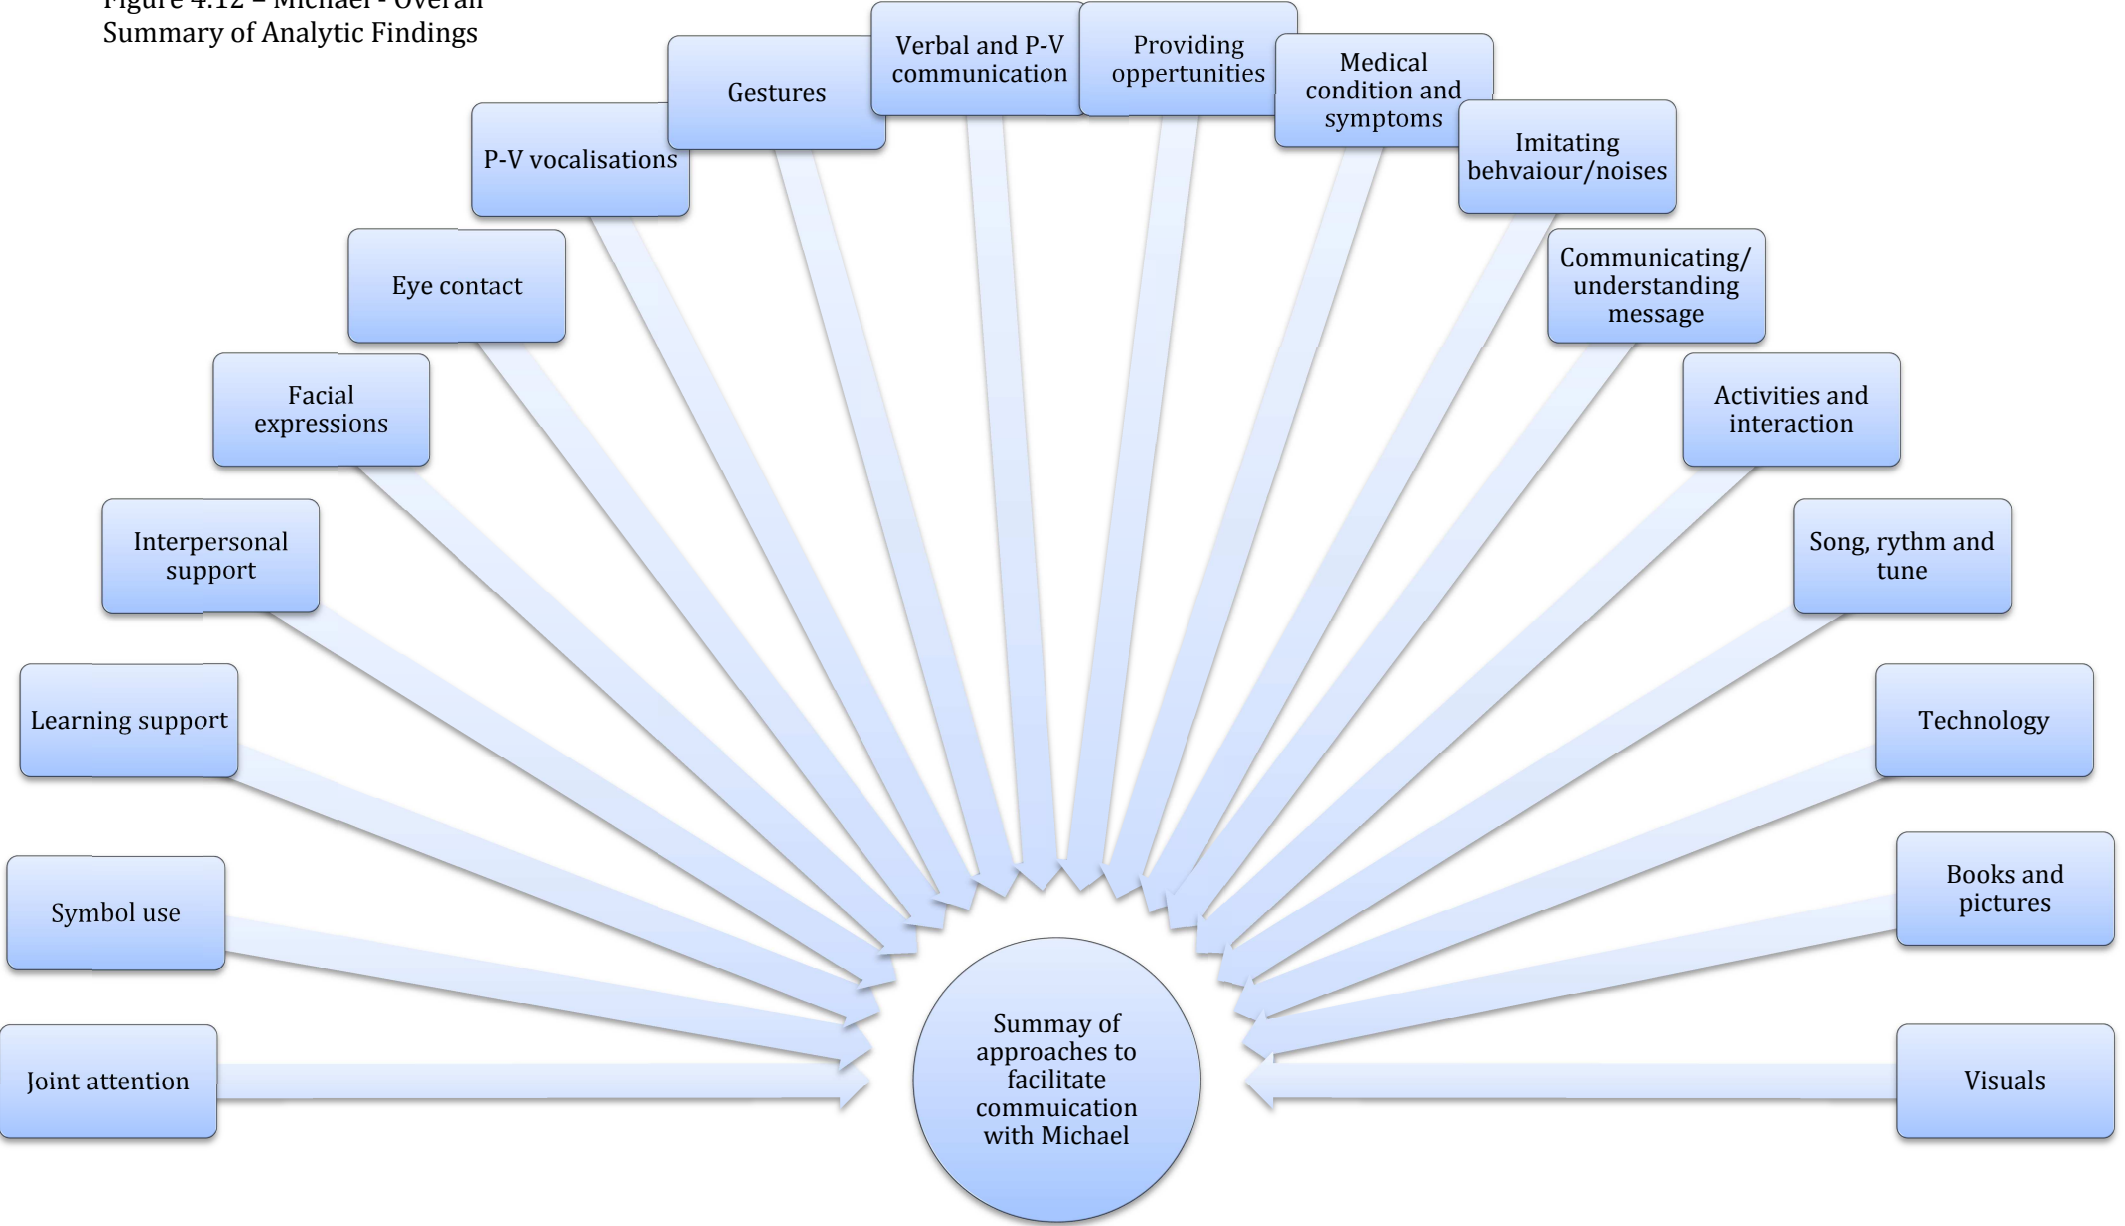 Figure 4.12 – Michael - Overall
Summary of Analytic Findings
Verbal and P-V
communication
Providing
oppertunities
Medical
condition and
symptoms
Gestures
Imitating
behvaiour/noises
P-V vocalisations
Communicating/
understanding
message
Eye contact
Facial
expressions
Activities and
interaction
Interpersonal
support
Song, rythm and
tune
Learning support
Technology
Symbol use
Books and
pictures
Joint attention
Summay of
approaches to
facilitate
commuication
with Michael
Visuals